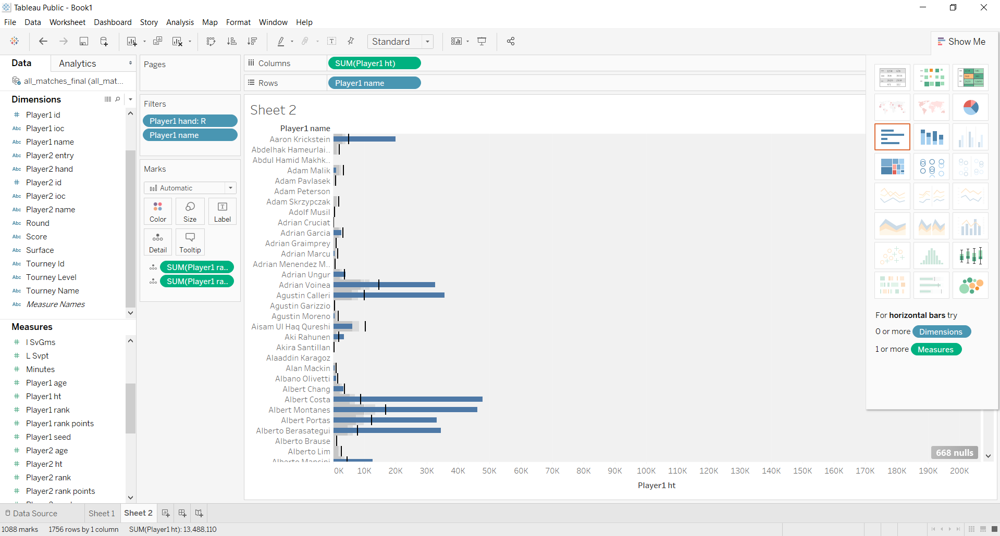 Tableau Public - Book1
File Data Worksheet Dashboard Story Analysis Map Format Window Help
Standard
Show Me
Data Analytics
all_matches_final (all_mat...
Dimensions
Player1 id
Player1 ioc
Player1 name
Player2 entry
Player2 hand
Player2 id
Player2 ioc
Player2 name
Round
Score
Surface
Tourney Id
Tourney Level
Tourney Name
Measure Names
Measures
l SvGms
L Svpt
Minutes
Player1 age
Player1 ht
Player1 rank
Player1 rank points
Player1 seed
Player2 age
Player2 ht
Player2 rank
Player2 rank points
Pages
Filters
Player1 hand: R
Player1 name
Marks
Automatic
Color Size Label
Detail Tooltip
SUM(Player1 ra..
SUM(Player1 ra..
Columns SUM(Player1 ht)
Rows Player1 name
Sheet 2
Player1 name
Aaron Krickstein
Abdelhak Hameurlai..
Abdul Hamid Makhk..
Adam Malik
Adam Pavlasek
Adam Peterson
Adam Skrzypczak
Adolf Musil
Adrian Cruciat
Adrian Garcia
Adrian Graimprey
Adrian Marcu
Adrian Menendez M..
Adrian Ungur
Adrian Voinea
Agustin Calleri
Agustin Garizzio
Agustin Moreno
Aisam Ul Haq Qureshi
Aki Rahunen
Akira Santillan
Alaaddin Karagoz
Alan Mackin
Albano Olivetti
Albert Chang
Albert Costa
Albert Montanes
Albert Portas
Alberto Berasategui
Alberto Brause
Alberto Lim
Alberto Mancini
668 nulls
0K 10K 20K 30K 40K 50K 60K 70K 80K 90K 100K 110K 120K 130K 140K 150K 160K 170K 180K 190K 200K
Player1 ht
For horizontal bars try
0 or more Dimensions
1 or more Measures
Data Source Sheet 1 Sheet 2
1088 marks 1756 rows by 1 column SUM(Player1 ht): 13,488,110